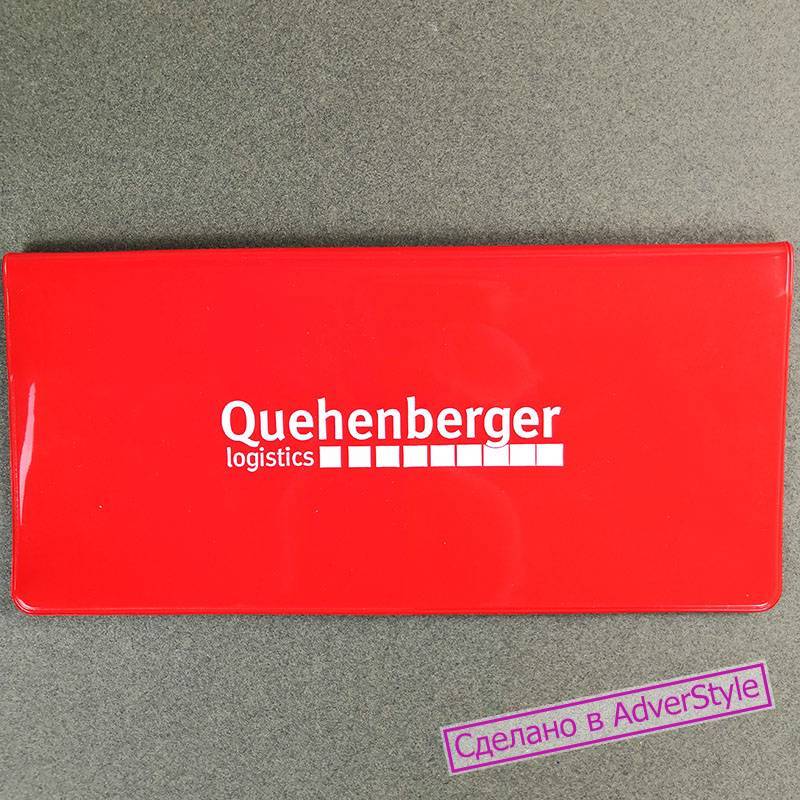 Quehenberger
logistics
Сделано в AdverStyle